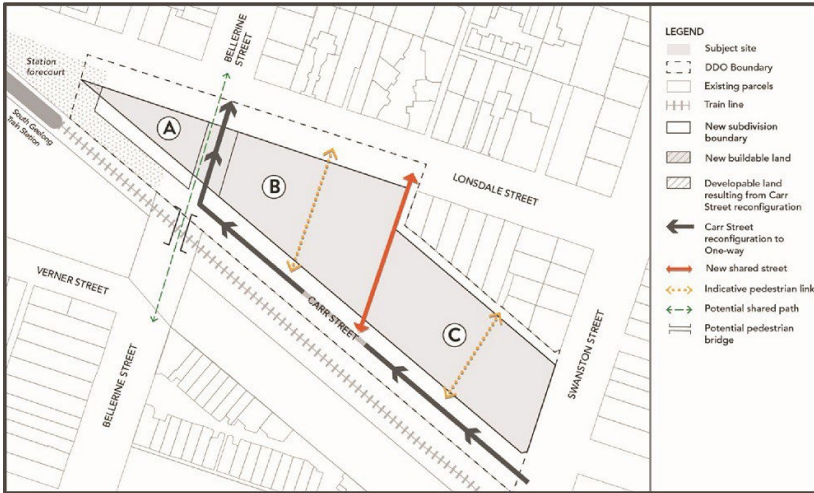 Station
forecourt
South Geelong
Train Station
BELLERINE
STREET
A
B
C
LONSDALE STREET
CARR STREET
SWANSTON STREET
VERNER STREET
BELLERINE STREET
LEGEND
Subject site
DDO Boundary
Existing parcels
Train line
New subdivision
boundary
New buildable land
Developable land
resulting from Carr
Street reconfiguration
Carr Street
reconfiguration to
One-way
New shared street
Indicative pedestrian link
Potential shared path
Potential pedestrian
bridge